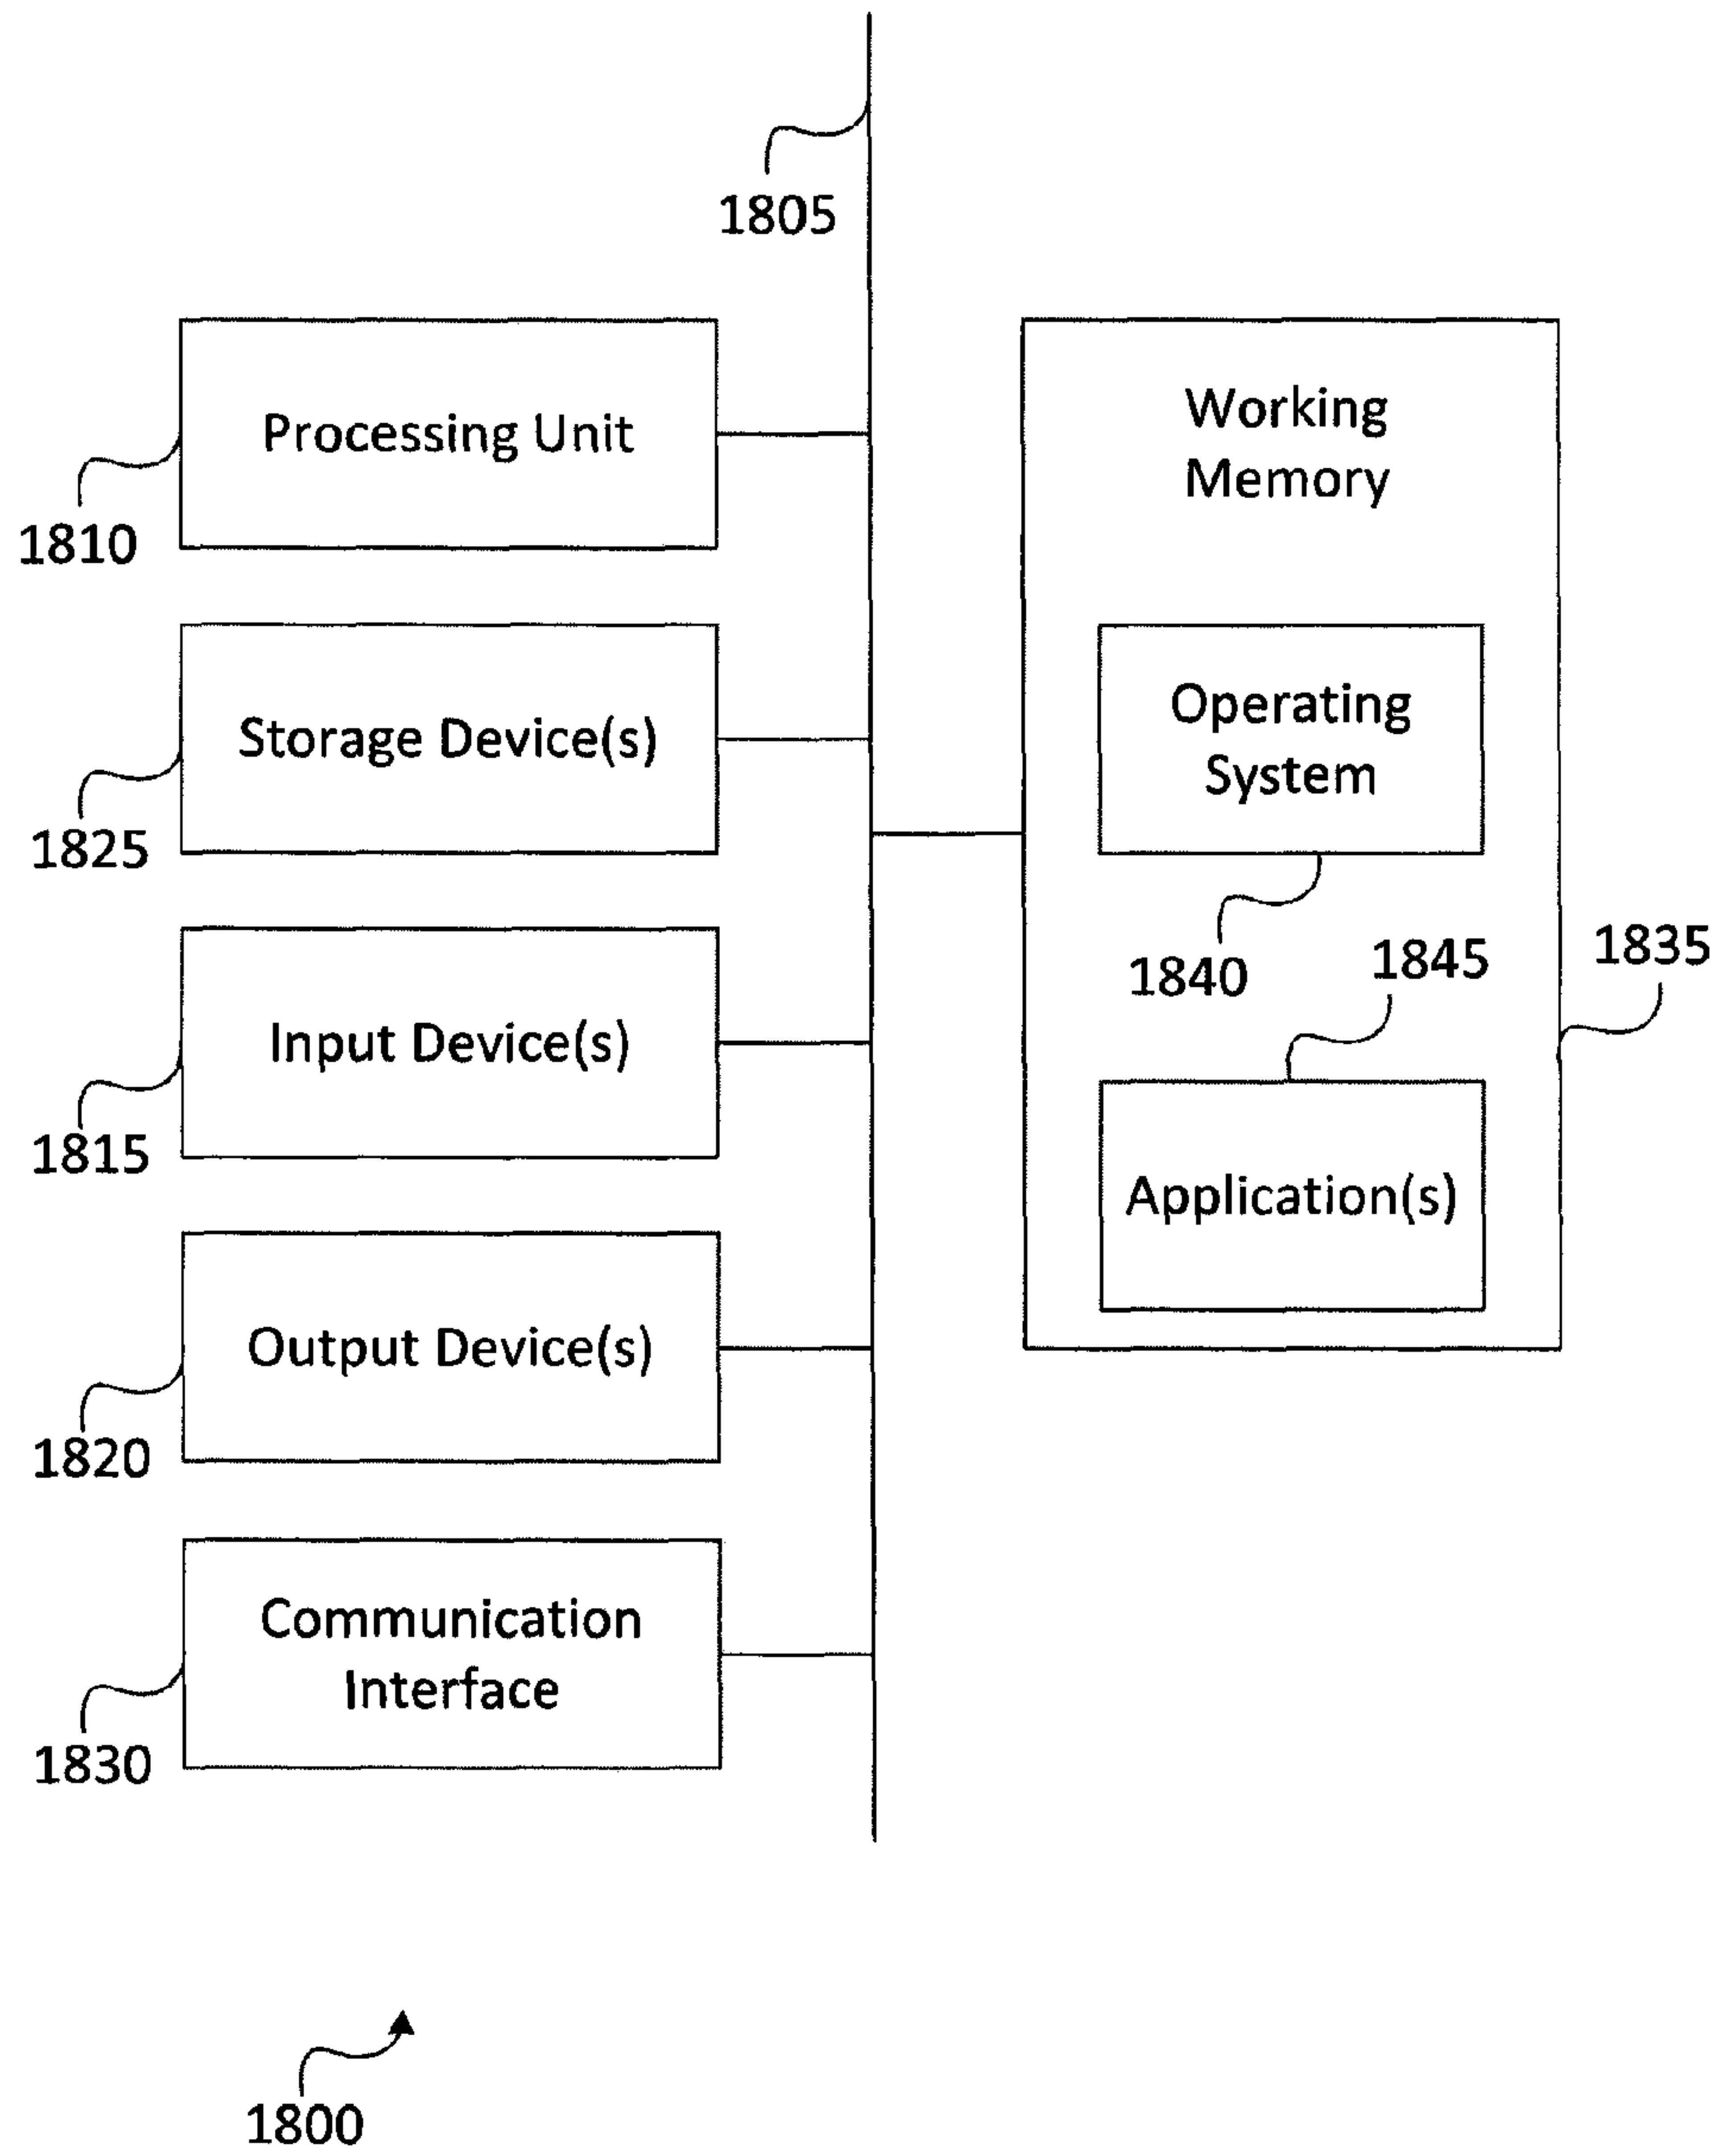 1805
Processing Unit
1810
Storage Device(s)
1825
Input Device(s)
1815
Output Device(s)
1820
Communication
Interface
1830
Working
Memory
Operating
System
1840
1845
1835
Application(s)
1800